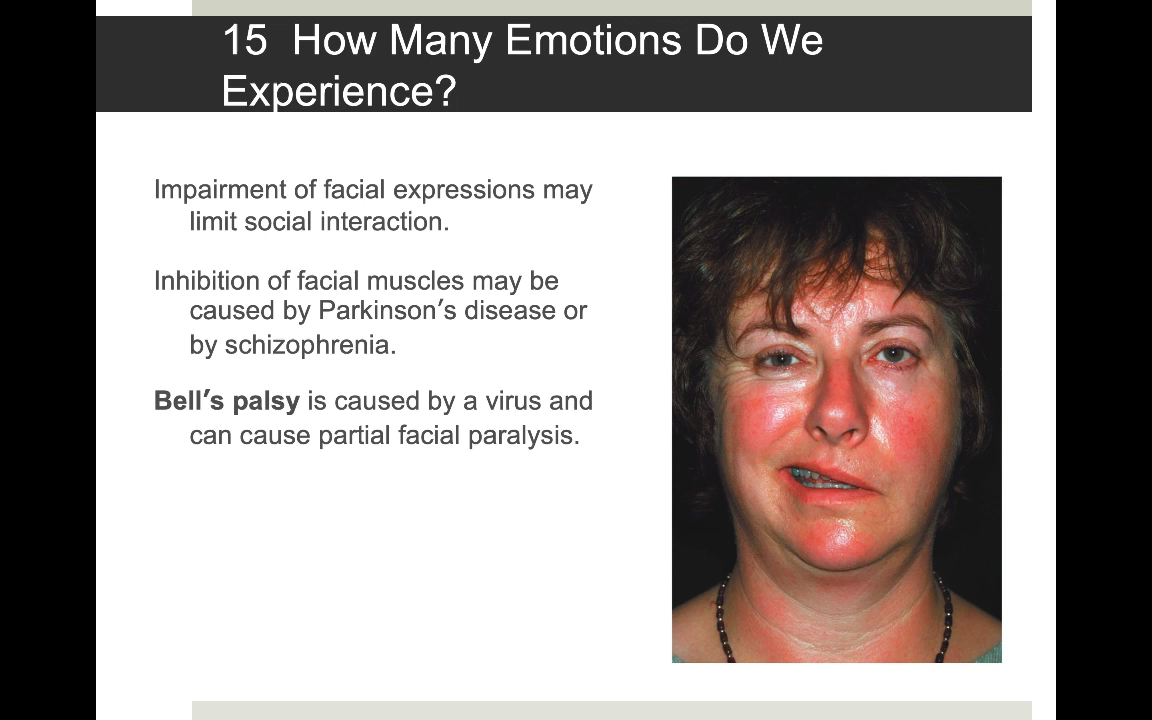 15  How Many Emotions Do We
Experience?
Impairment of facial expressions may
limit social interaction.
Inhibition of facial muscles may be
caused by Parkinson′s disease or
by schizophrenia.
Bell′s palsy is caused by a virus and
can cause partial facial paralysis.